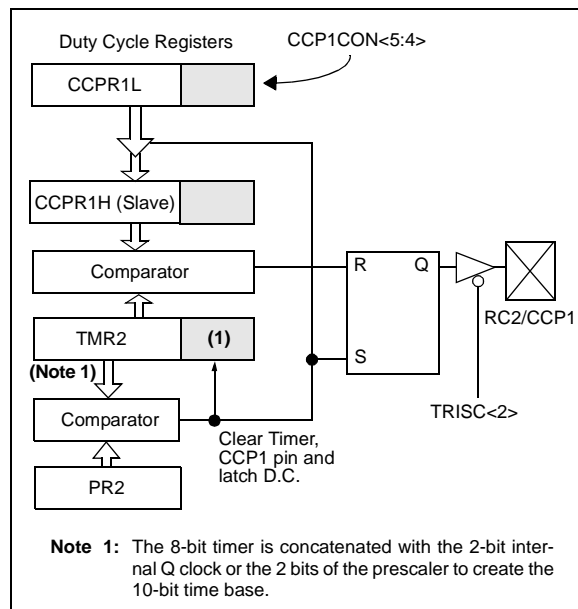 Duty Cycle Registers
CCP1CON<5:4>
CCPR1L
CCPR1H (Slave)
Comparator
R
Q
RC2/CCP1
TMR2
(1)
(Note 1)
S
TRISC<2>
Comparator
Clear Timer,
CCP1 pin and
latch D.C.
PR2
Note 1: The 8-bit timer is concatenated with the 2-bit inter-
nal Q clock or the 2 bits of the prescaler to create the
10-bit time base.